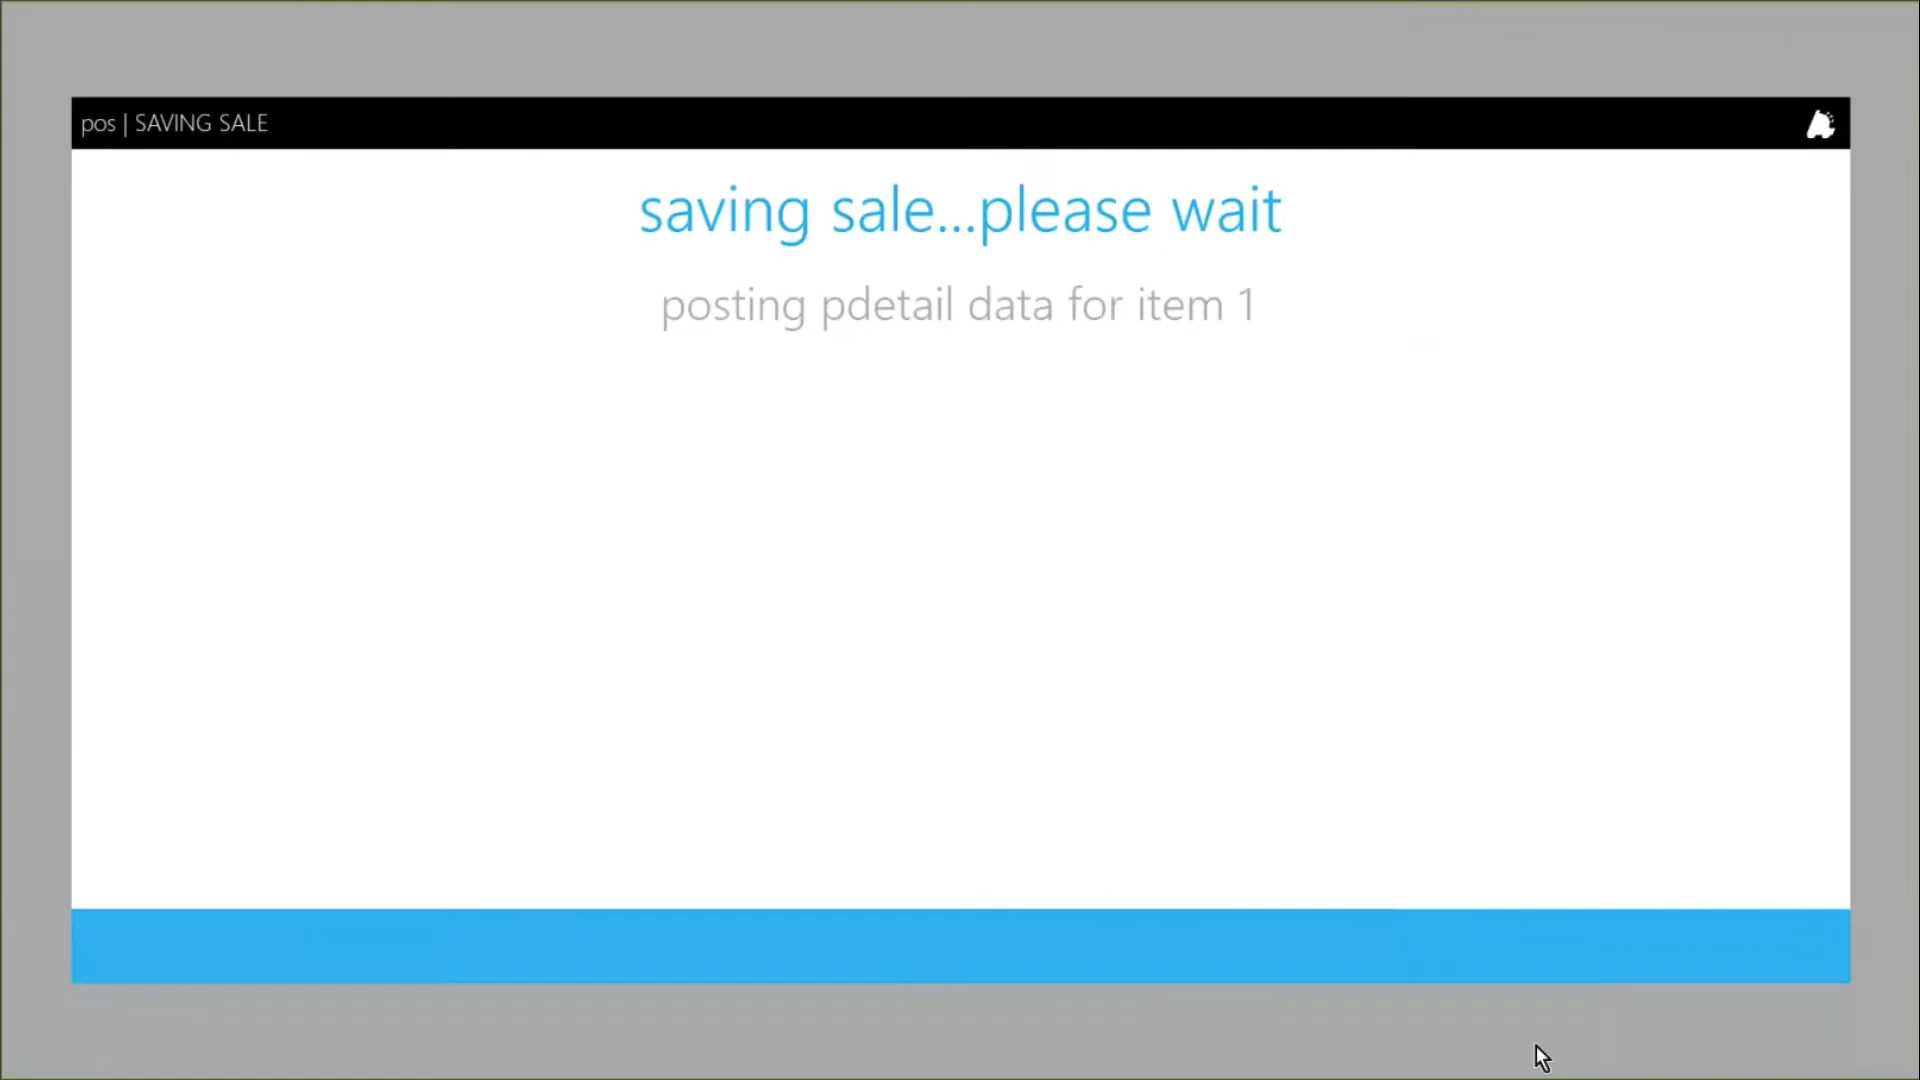 pos | SAVING SALE
saving sale...please wait
posting pdetail data for item 1